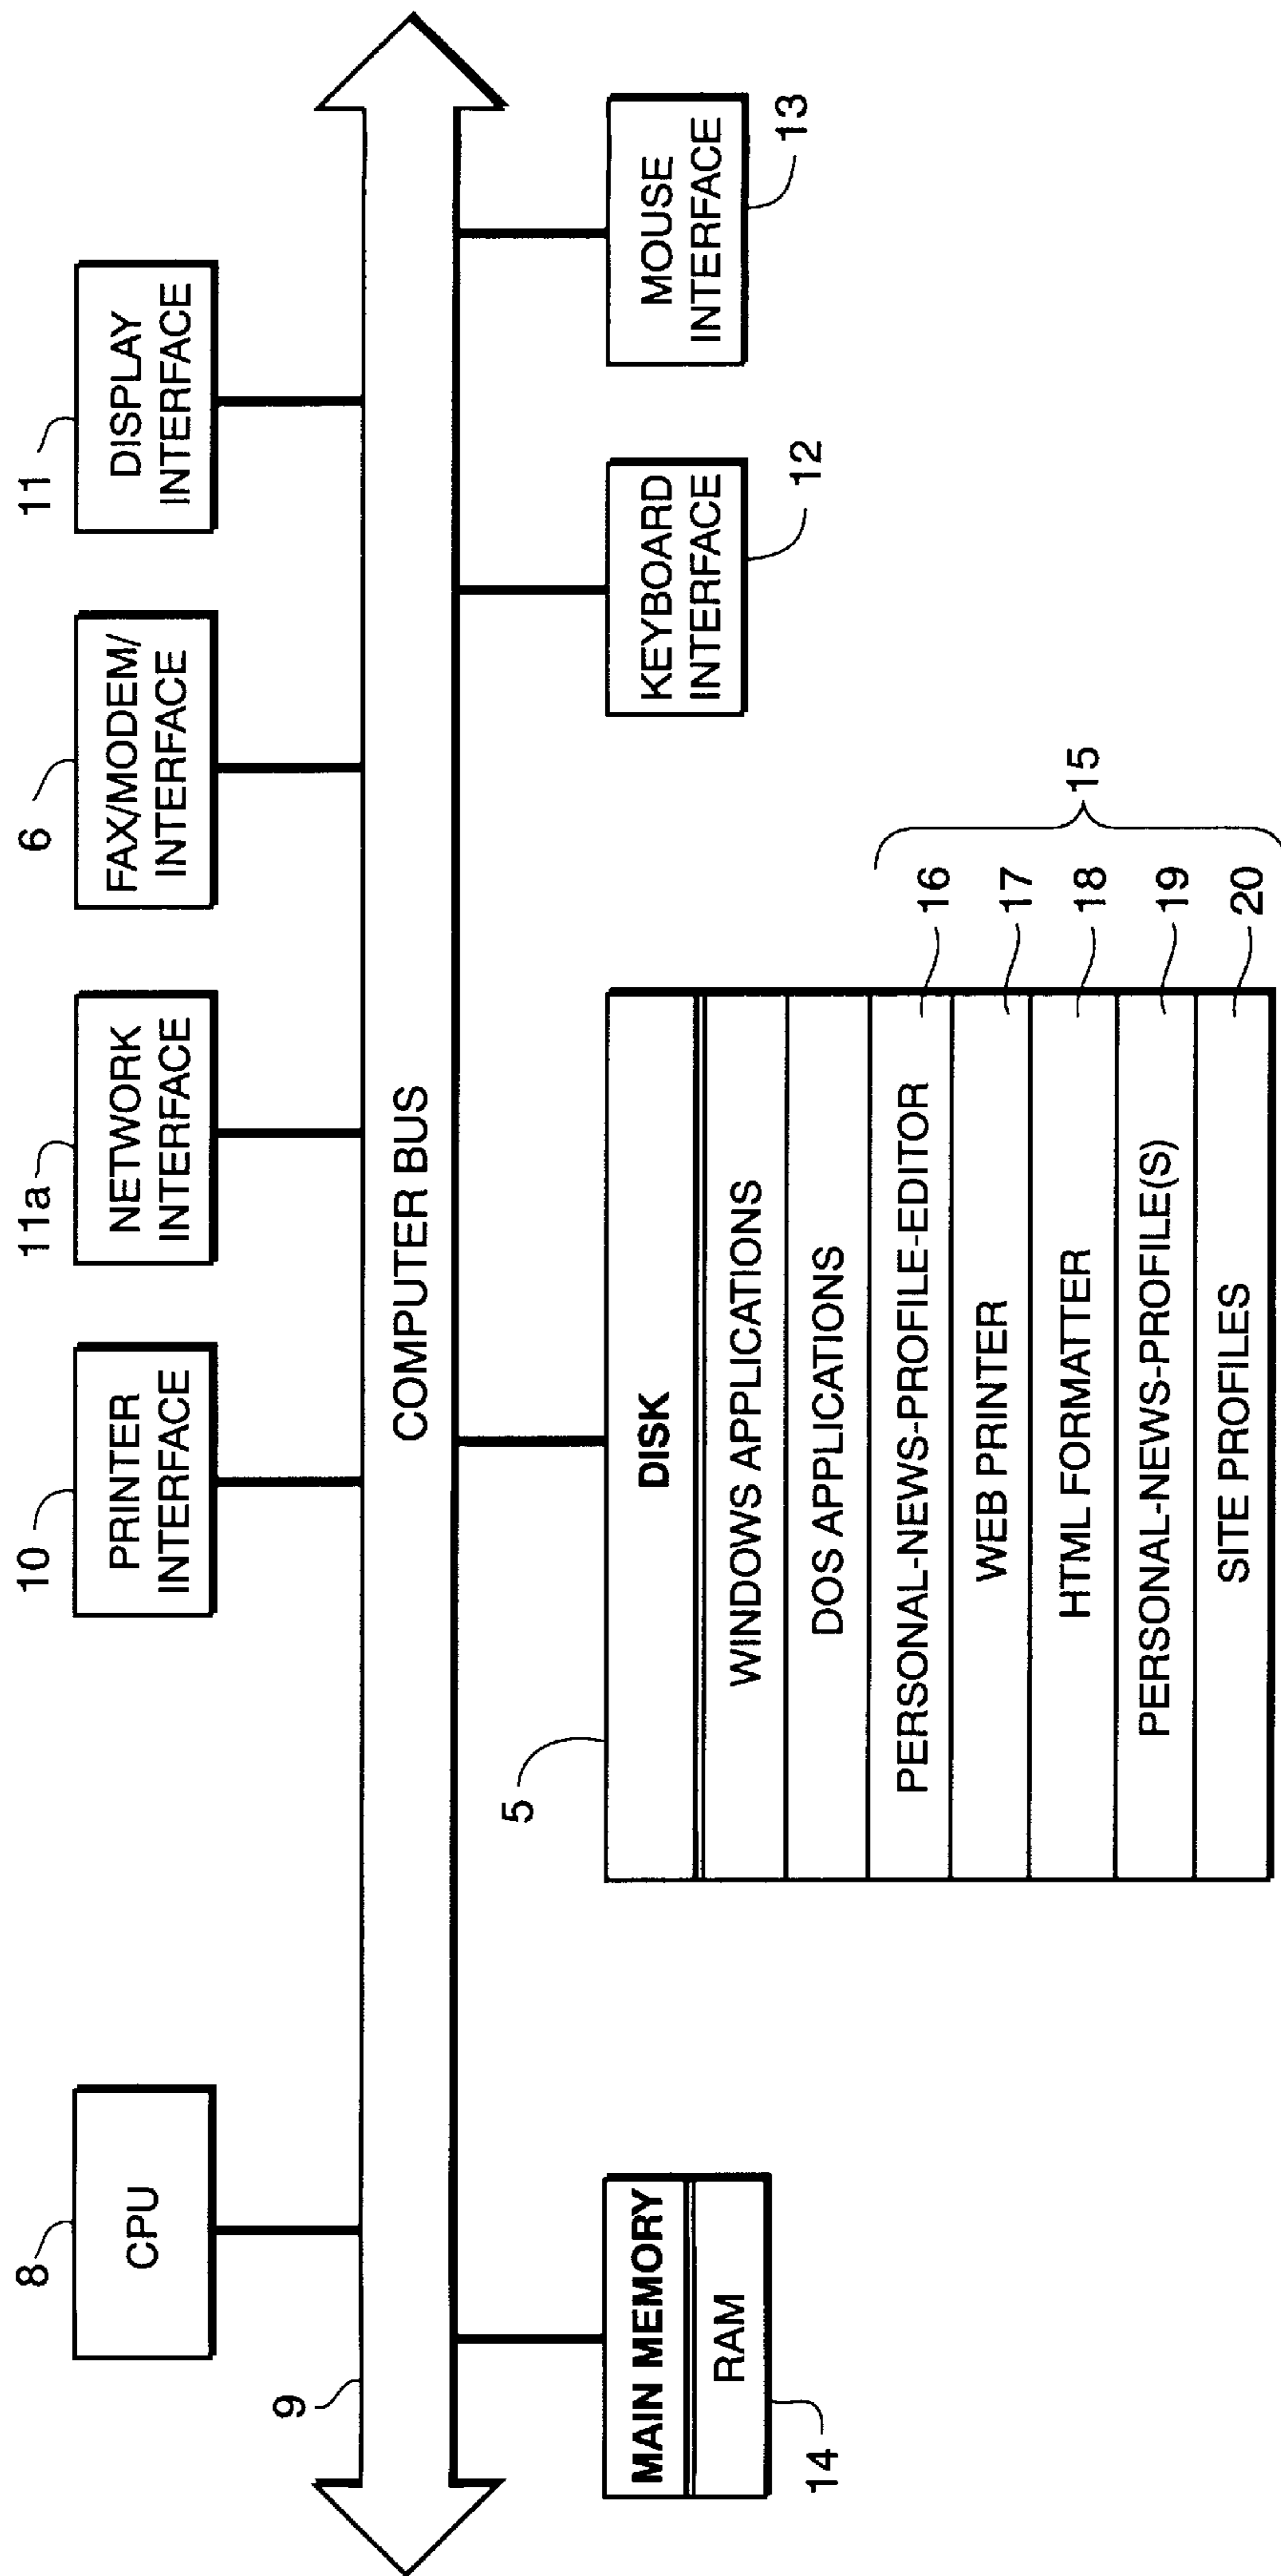 8
CPU
10
PRINTER
INTERFACE
11a
NETWORK
INTERFACE
6
FAX/MODEM/
INTERFACE
11
DISPLAY
INTERFACE
9
COMPUTER BUS
MAIN MEMORY
RAM
14
5
DISK
WINDOWS APPLICATIONS
DOS APPLICATIONS
PERSONAL-NEWS-PROFILE-EDITOR
16
WEB PRINTER
17
HTML FORMATTER
18
PERSONAL-NEWS-PROFILE(S)
19
SITE PROFILES
20
15
KEYBOARD
INTERFACE
12
MOUSE
INTERFACE
13